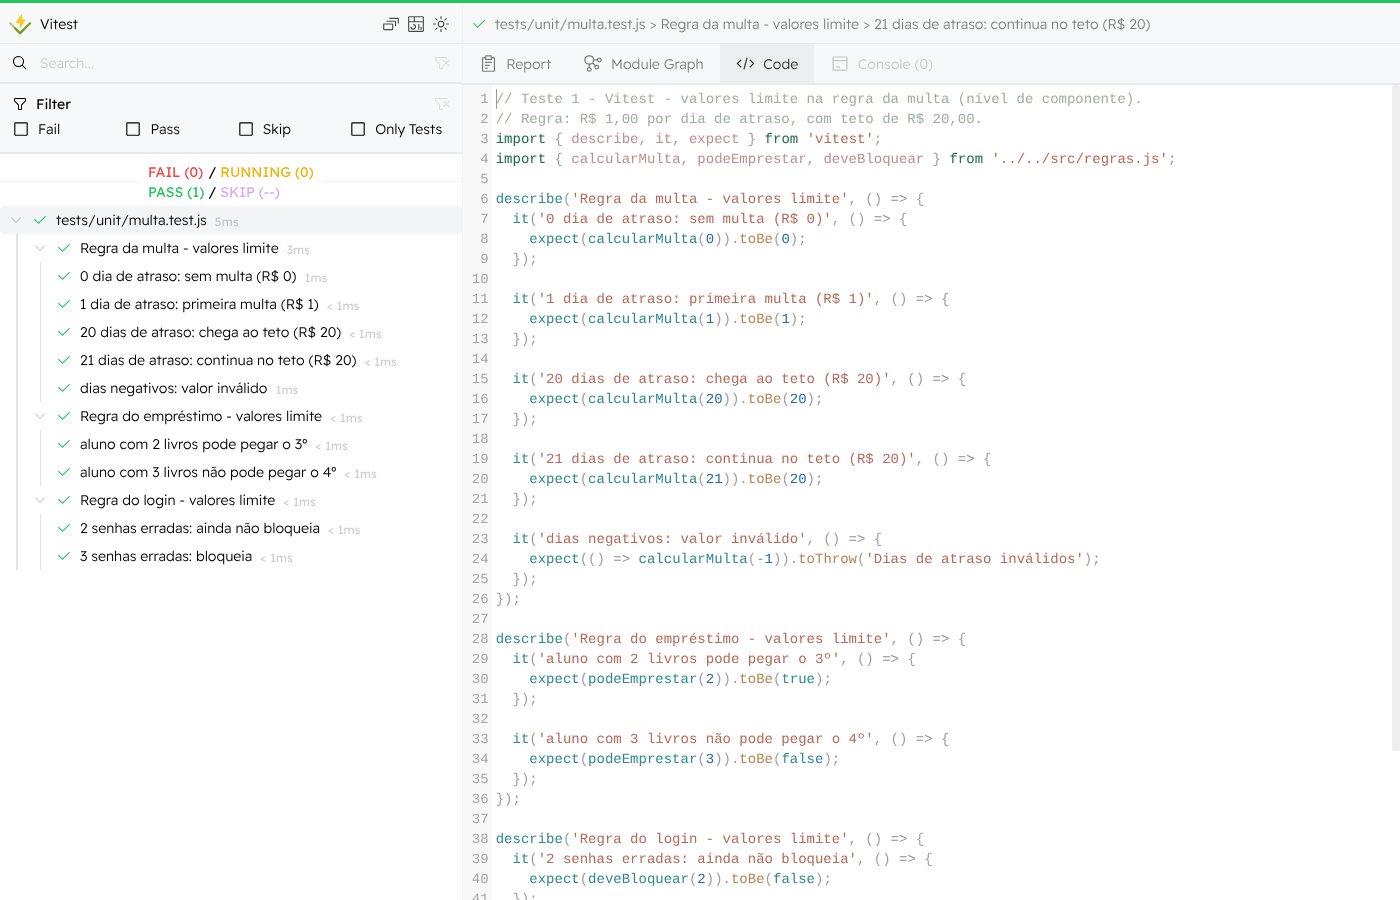 Vitest
Search...
Filter
Fail
Pass
Skip
Only Tests
FAIL (0) / RUNNING (0)
PASS (1) / SKIP (--)
tests/unit/multa.test.js 5ms
Regra da multa - valores limite 3ms
0 dia de atraso: sem multa (R$ 0) 1ms
1 dia de atraso: primeira multa (R$ 1) < 1ms
20 dias de atraso: chega ao teto (R$ 20) < 1ms
21 dias de atraso: continua no teto (R$ 20) < 1ms
dias negativos: valor inválido 1ms
Regra do empréstimo - valores limite < 1ms
aluno com 2 livros pode pegar o 3º < 1ms
aluno com 3 livros não pode pegar o 4º < 1ms
Regra do login - valores limite < 1ms
2 senhas erradas: ainda não bloqueia < 1ms
3 senhas erradas: bloqueia < 1ms
tests/unit/multa.test.js > Regra da multa - valores limite > 21 dias de atraso: continua no teto (R$ 20)
Report
Module Graph
Code
Console (0)
1 // Teste 1 - Vitest - valores limite na regra da multa (nível de componente).
2 // Regra: R$ 1,00 por dia de atraso, com teto de R$ 20,00.
3 import { describe, it, expect } from 'vitest';
4 import { calcularMulta, podeEmprestar, deveBloquear } from '../../src/regras.js';
5
6 describe('Regra da multa - valores limite', () => {
7   it('0 dia de atraso: sem multa (R$ 0)', () => {
8     expect(calcularMulta(0)).toBe(0);
9   });
10
11   it('1 dia de atraso: primeira multa (R$ 1)', () => {
12     expect(calcularMulta(1)).toBe(1);
13   });
14
15   it('20 dias de atraso: chega ao teto (R$ 20)', () => {
16     expect(calcularMulta(20)).toBe(20);
17   });
18
19   it('21 dias de atraso: continua no teto (R$ 20)', () => {
20     expect(calcularMulta(21)).toBe(20);
21   });
22
23   it('dias negativos: valor inválido', () => {
24     expect(() => calcularMulta(-1)).toThrow('Dias de atraso inválidos');
25   });
26 });
27
28 describe('Regra do empréstimo - valores limite', () => {
29   it('aluno com 2 livros pode pegar o 3º', () => {
30     expect(podeEmprestar(2)).toBe(true);
31   });
32
33   it('aluno com 3 livros não pode pegar o 4º', () => {
34     expect(podeEmprestar(3)).toBe(false);
35   });
36 });
37
38 describe('Regra do login - valores limite', () => {
39   it('2 senhas erradas: ainda não bloqueia', () => {
40     expect(deveBloquear(2)).toBe(false);
41   });